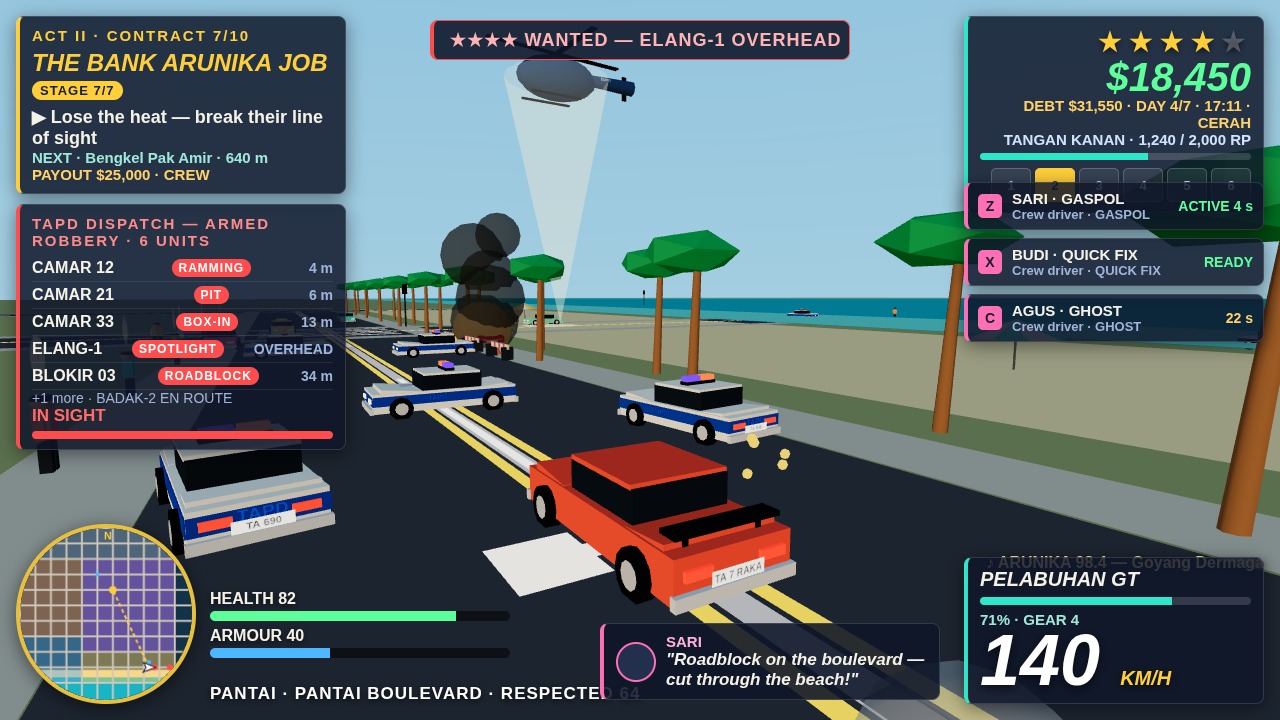 ACT II · CONTRACT 7/10
THE BANK ARUNIKA JOB
STAGE 7/7
▶ Lose the heat — break their line
of sight
NEXT · Bengkel Pak Amir · 640 m
PAYOUT $25,000 · CREW
TAPD DISPATCH — ARMED
ROBBERY · 6 UNITS
CAMAR 12 RAMMING 4 m
CAMAR 21 PIT 6 m
CAMAR 33 BOX-IN 13 m
ELANG-1 SPOTLIGHT OVERHEAD
BLOKIR 03 ROADBLOCK 34 m
+1 more · BADAK-2 EN ROUTE
IN SIGHT
★★★★ WANTED — ELANG-1 OVERHEAD
★★★★★
$18,450
DEBT $31,550 · DAY 4/7 · 17:11 ·
CERAH
TANGAN KANAN · 1,240 / 2,000 RP
1 2 3 4 5 6
Z SARI · GASPOL ACTIVE 4 s
Crew driver · GASPOL
X BUDI · QUICK FIX READY
Crew driver · QUICK FIX
C AGUS · GHOST 22 s
Crew driver · GHOST
TAPD
TA 690
TA 7 RAKA
N
HEALTH 82
ARMOUR 40
PANTAI · PANTAI BOULEVARD · RESPECTED 64
SARI
"Roadblock on the boulevard —
cut through the beach!"
♪ ARUNIKA 98.4 — Goyang Dermaga
PELABUHAN GT
71% · GEAR 4
140 KM/H